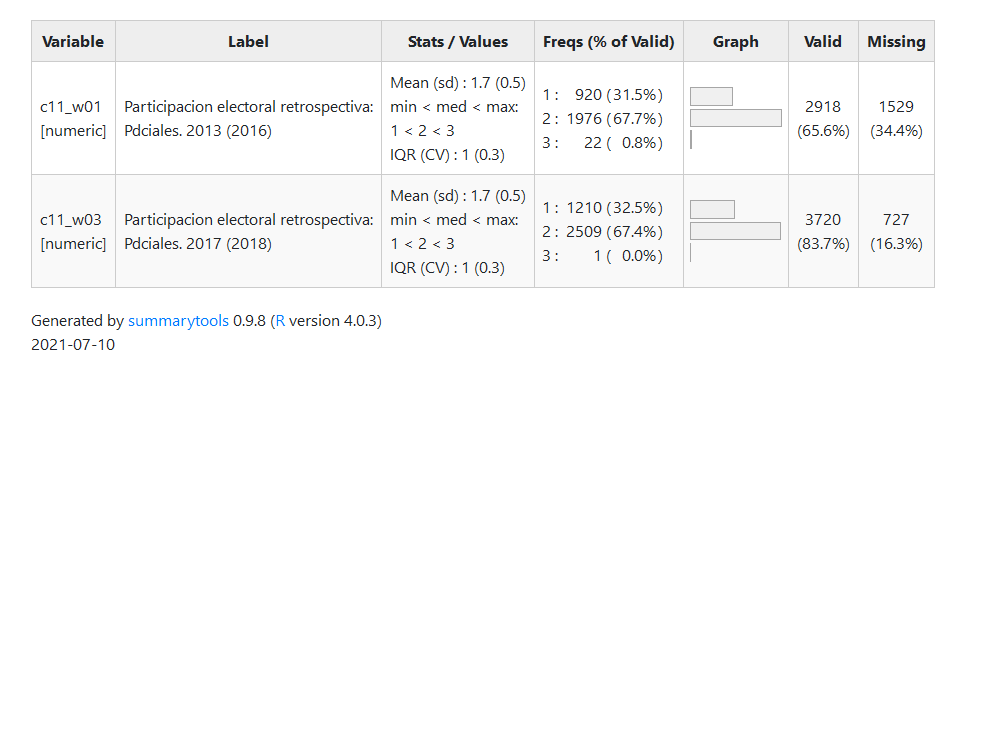 Variable Label Stats / Values Freqs (% of Valid) Graph Valid Missing
c11_w01
[numeric]
Participacion electoral retrospectiva:
Pdciales. 2013 (2016)
Mean (sd) : 1.7 (0.5)
min < med < max:
1 < 2 < 3
IQR (CV) : 1 (0.3)
1 : 920 (31.5%)
2 : 1976 (67.7%)
3 : 22 ( 0.8%)
2918
(65.6%)
1529
(34.4%)
c11_w03
[numeric]
Participacion electoral retrospectiva:
Pdciales. 2017 (2018)
Mean (sd) : 1.7 (0.5)
min < med < max:
1 < 2 < 3
IQR (CV) : 1 (0.3)
1 : 1210 (32.5%)
2 : 2509 (67.4%)
3 : 1 ( 0.0%)
3720
(83.7%)
727
(16.3%)
Generated by summarytools 0.9.8 (R version 4.0.3)
2021-07-10